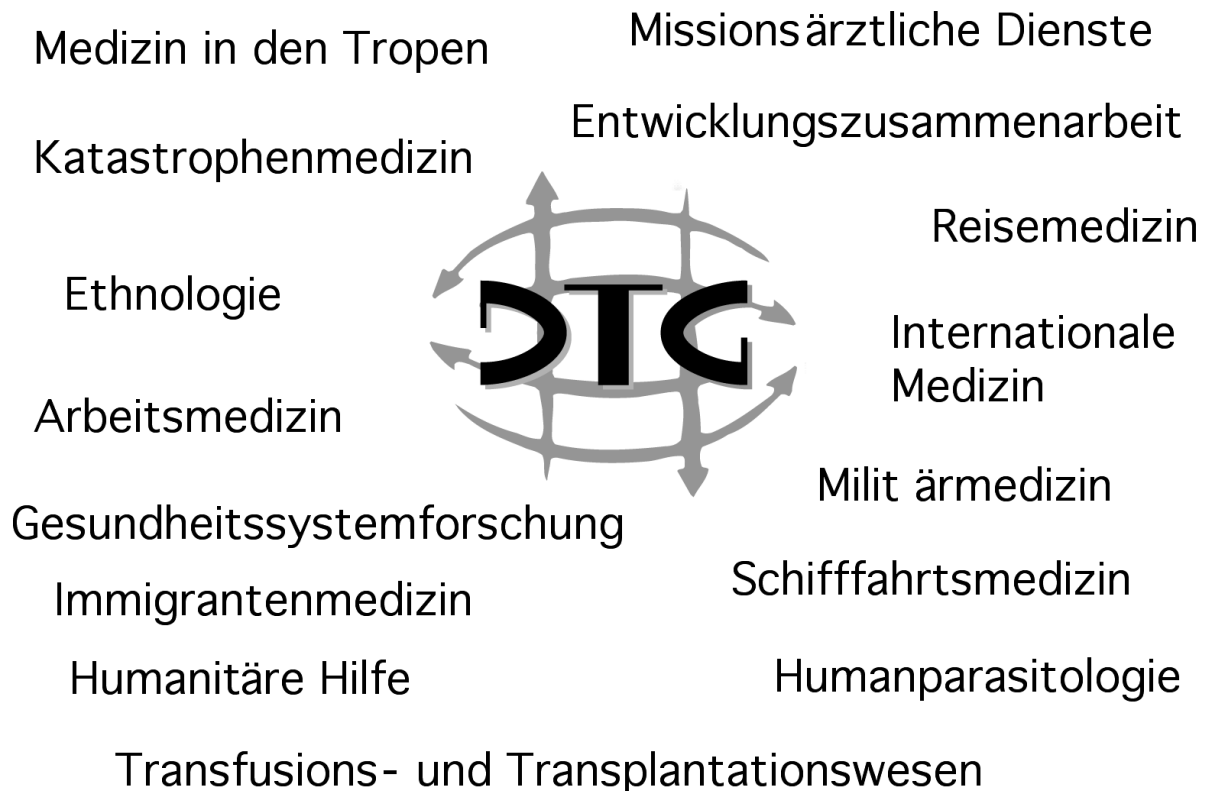 Medizin in den Tropen
Missionsärztliche Dienste
Entwicklungszusammenarbeit
Katastrophenmedizin
Reisemedizin
Ethnologie
DTG
Internationale
Medizin
Arbeitsmedizin
Milit ärmedizin
Gesundheitssystemforschung
Schifffahrtsmedizin
Immigrantenmedizin
Humanitäre Hilfe
Humanparasitologie
Transfusions- und Transplantationswesen